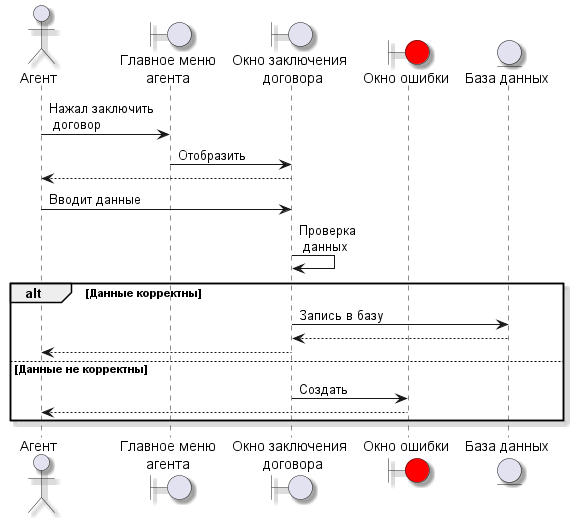 Агент
Главное меню
агента
Окно заключения
договора
Окно ошибки
База данных
Нажал заключить
договор
Отобразить
Вводит данные
Проверка
данных
alt
[Данные корректны]
Запись в базу
[Данные не корректны]
Создать
Агент
Главное меню
агента
Окно заключения
договора
Окно ошибки
База данных